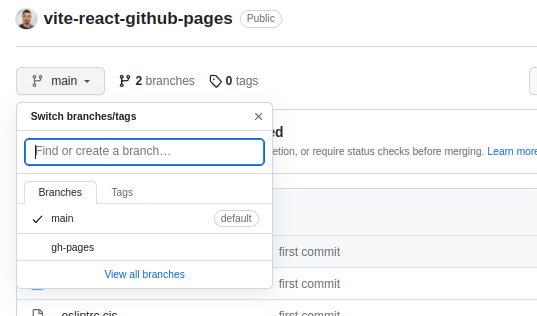 vite-react-github-pages Public
main 2 branches 0 tags
Switch branches/tags
Find or create a branch…
Branches Tags
main default
gh-pages
View all branches
ed
etion, or require status checks before merging. Learn more
first commit
first commit
eslintrc.cjs first commit